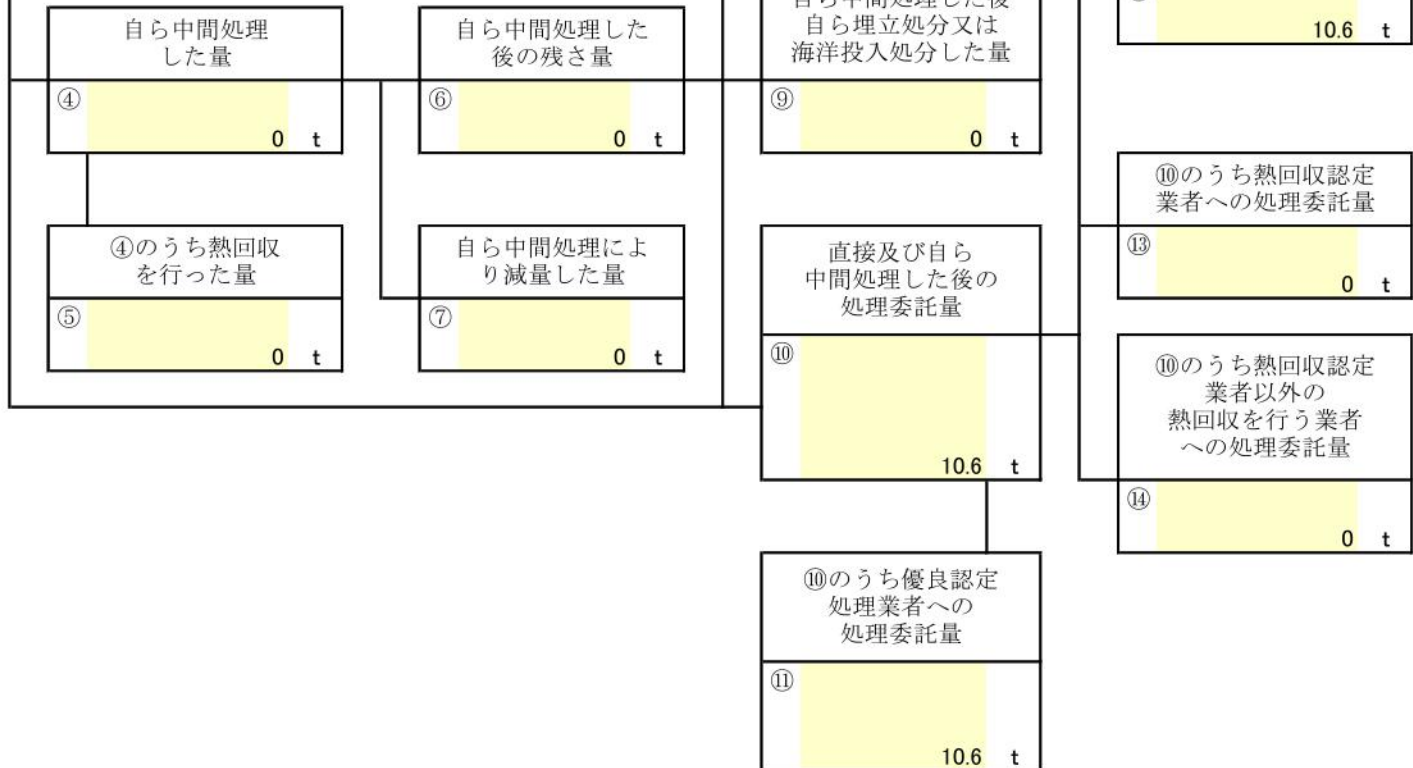 自ら中間処理
した量
④
0 t
④のうち熱回収
を行った量
⑤
0 t
自ら中間処理した
後の残さ量
⑥
0 t
自ら中間処理によ
り減量した量
⑦
0 t
自ら中間処理した後
自ら埋立処分又は
海洋投入処分した量
⑨
0 t
直接及び自ら
中間処理した後の
処理委託量
⑩
10.6 t
⑩のうち優良認定
処理業者への
処理委託量
⑪
10.6 t
10.6 t
⑩のうち熱回収認定
業者への処理委託量
⑬
0 t
⑩のうち熱回収認定
業者以外の
熱回収を行う業者
への処理委託量
⑭
0 t